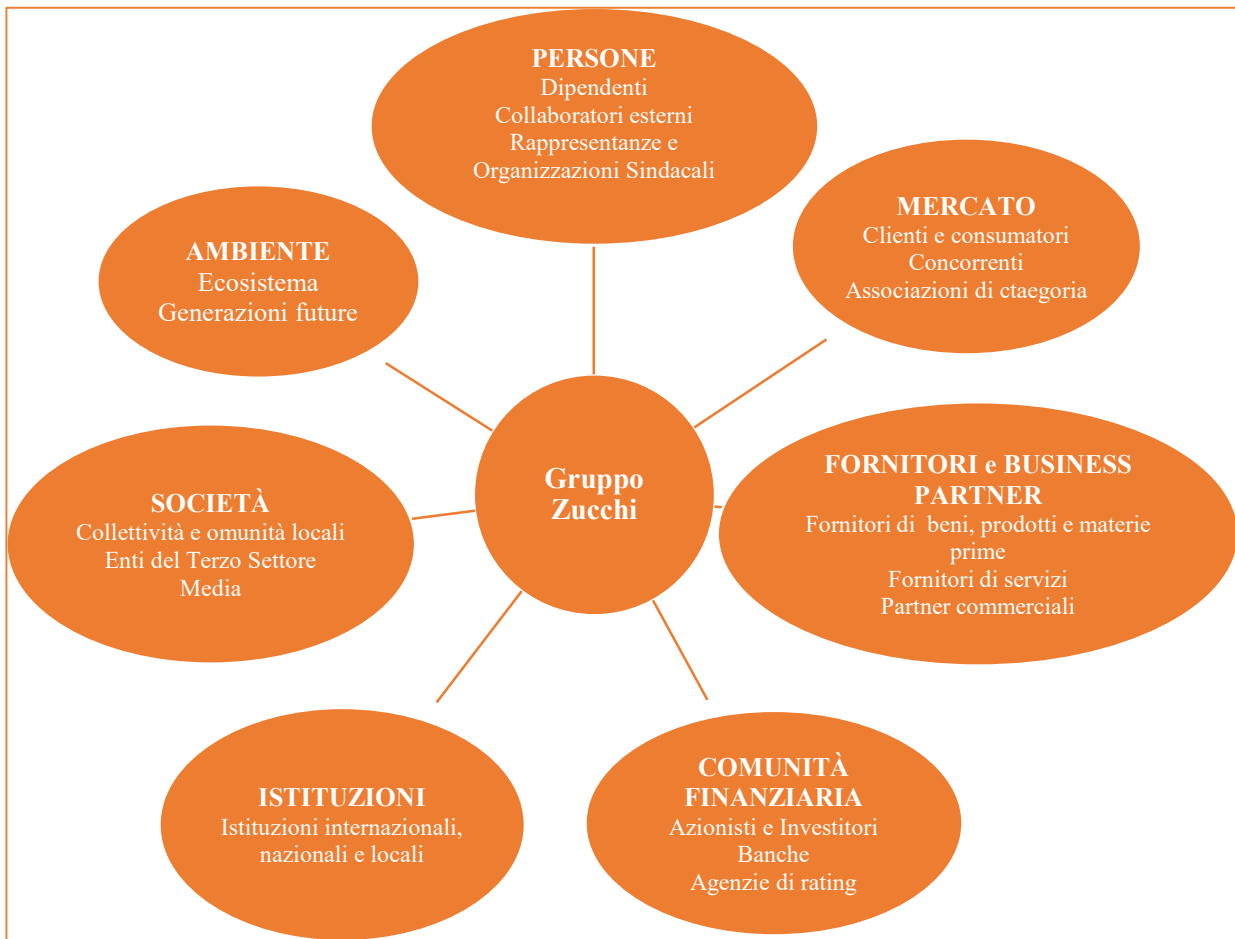 PERSONE
Dipendenti
Collaboratori esterni
Rappresentanze e
Organizzazioni Sindacali
MERCATO
Clienti e consumatori
Concorrenti
Associazioni di ctaegoria
FORNITORI e BUSINESS
PARTNER
Fornitori di beni, prodotti e materie
prime
Fornitori di servizi
Partner commerciali
COMUNITÀ
FINANZIARIA
Azionisti e Investitori
Banche
Agenzie di rating
ISTITUZIONI
Istituzioni internazionali,
nazionali e locali
SOCIETÀ
Collettività e omunità locali
Enti del Terzo Settore
Media
AMBIENTE
Ecosistema
Generazioni future
Gruppo
Zucchi